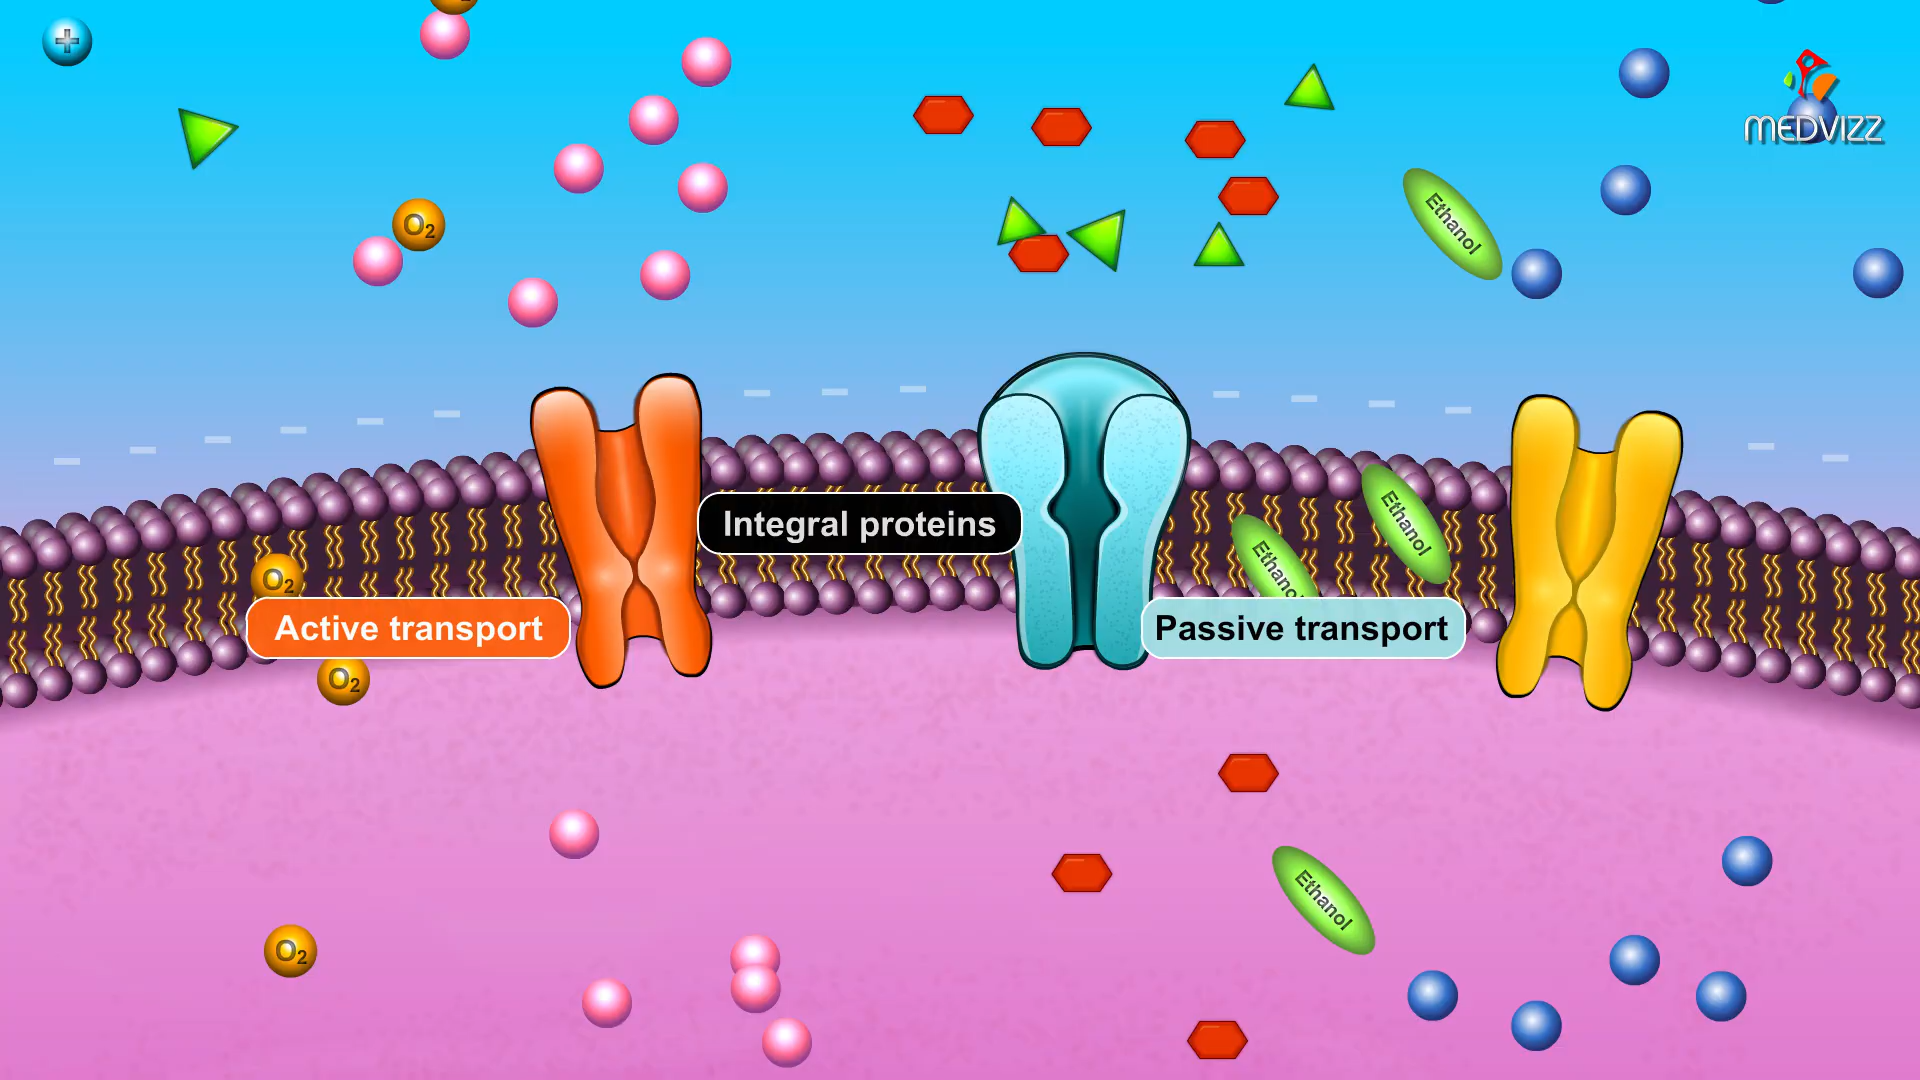 MEDVIZZ
O2
Ethanol
Integral proteins
Ethanol
Ethanol
O2
Active transport
Passive transport
O2
Ethanol
O2